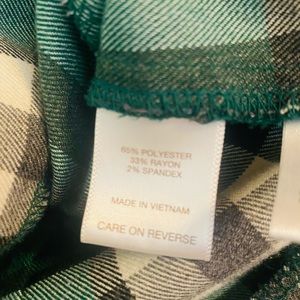 65% POLYESTER
33% RAYON
2% SPANDEX
MADE IN VIETNAM
CARE ON REVERSE